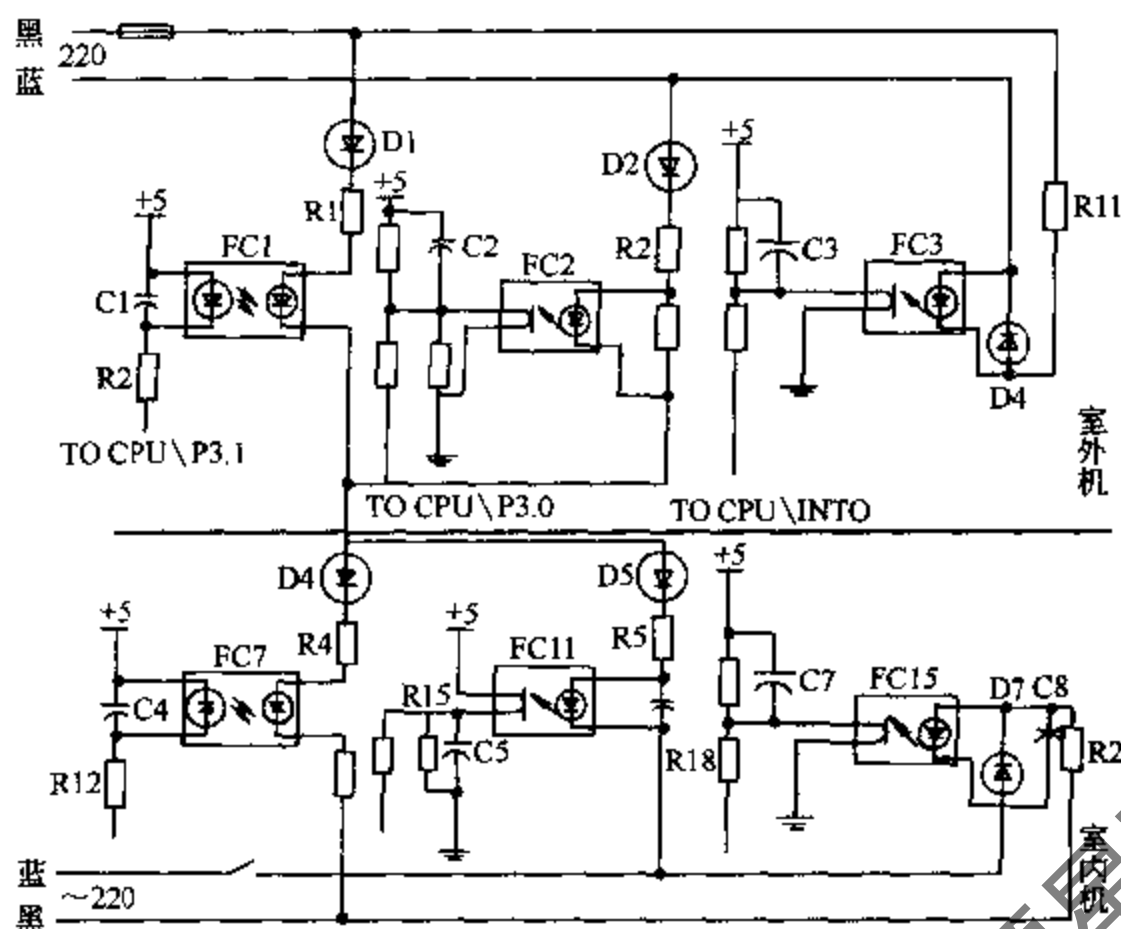 黑
220
蓝
D1
+5
D2
+5
+5
R1
R11
FC1
C2
R2
C3
FC3
C1
FC2
R2
D4
TO CPU\P3.1
室外机
TO CPU\P3.0
TO CPU\INTO
D4
D5
+5
+5
R4
+5
R5
FC7
FC11
C4
R15
C7
FC15
D7 C8
C5
R12
R18
R2
蓝
~220
黑
室内机